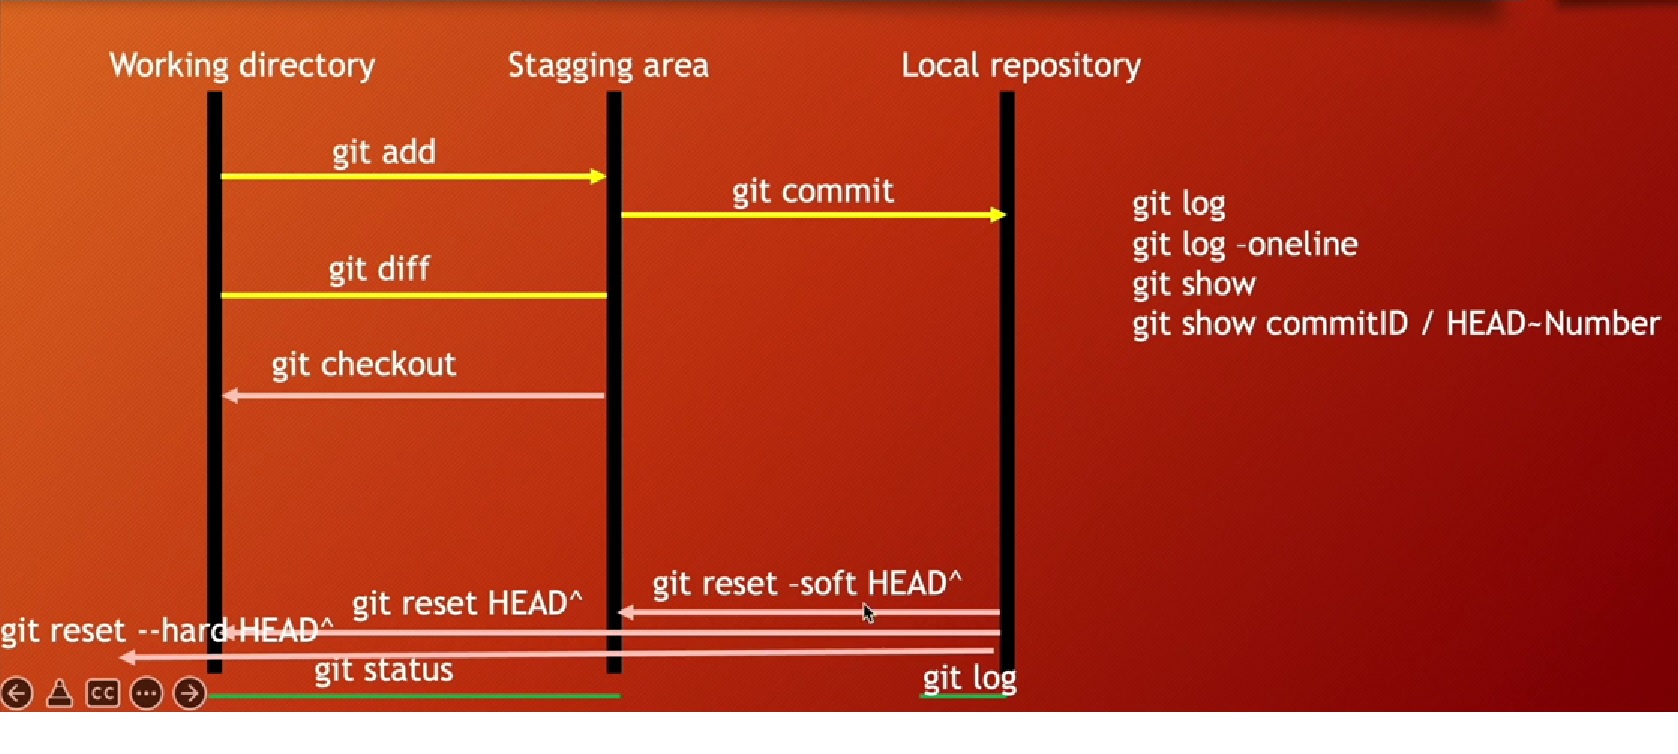 Working directory
Stagging area
Local repository
git add
git commit
git log
git log -oneline
git diff
git show
git show commitID / HEAD~Number
git checkout
git reset -soft HEAD^
git reset HEAD^
git reset --hard HEAD^
git status
git log
CC